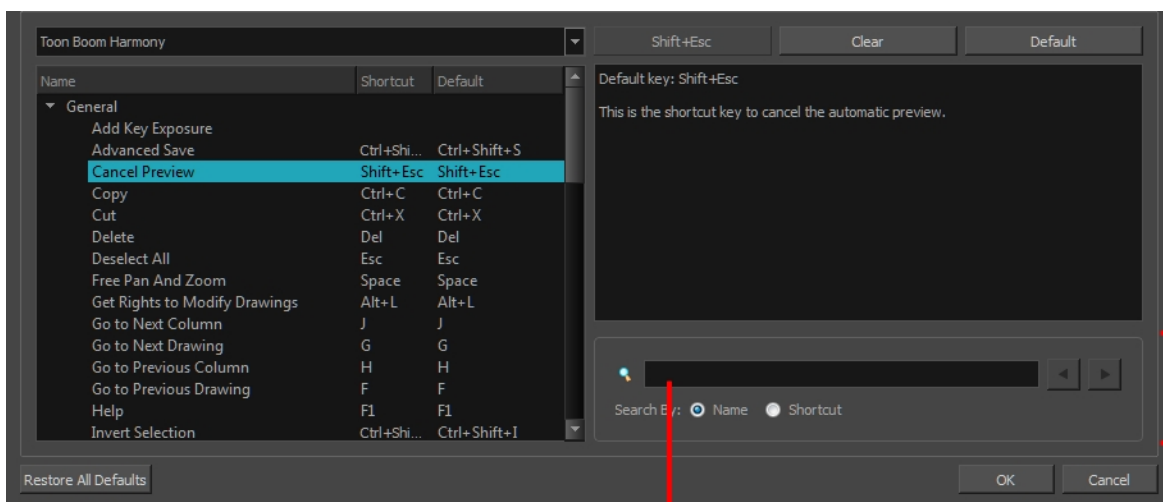 Toon Boom Harmony
Shift+Esc Clear Default
Name Shortcut Default
General
Add Key Exposure
Advanced Save Ctrl+Shi... Ctrl+Shift+S
Cancel Preview Shift+Esc Shift+Esc
Copy Ctrl+C Ctrl+C
Cut Ctrl+X Ctrl+X
Delete Del Del
Deselect All Esc Esc
Free Pan And Zoom Space Space
Get Rights to Modify Drawings Alt+L Alt+L
Go to Next Column J J
Go to Next Drawing G G
Go to Previous Column H H
Go to Previous Drawing F F
Help F1 F1
Invert Selection Ctrl+Shi... Ctrl+Shift+I
Default key: Shift+Esc
This is the shortcut key to cancel the automatic preview.
Search By: Name Shortcut
Restore All Defaults OK Cancel